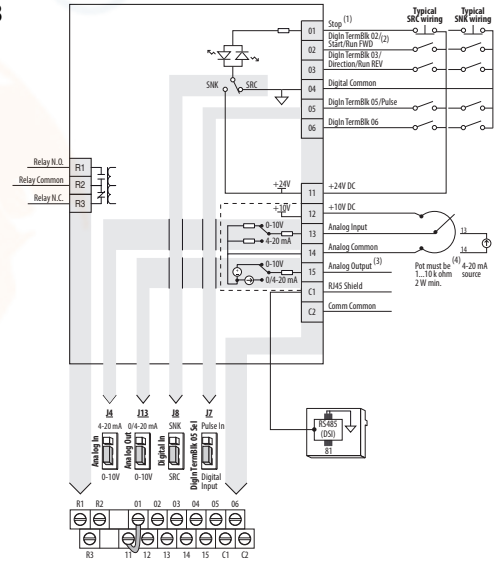 3
Typical SRC wiring
Typical SNK wiring
01 Stop (1)
02 DigIn TermBlk 02/ Start/Run FWD (2)
03 DigIn TermBlk 03/ Direction/Run REV
04 Digital Common
05 DigIn TermBlk 05/Pulse
06 DigIn TermBlk 06
SNK
SRC
Relay N.O. R1
Relay Common R2
Relay N.C. R3
+24V
11 +24V DC
+10V
12 +10V DC
0-10V
4-20 mA
13 Analog Input
14 Analog Common
0-10V
0/4-20 mA
15 Analog Output (3)
C1 RJ45 Shield
C2 Comm Common
13
14
Pot must be
1...10 k ohm
2 W min.
(4)
4-20 mA
source
J4
4-20 mA
Analog In
0-10V
J13
0/4-20 mA
Analog Out
0-10V
J8
SNK
Digital In
SRC
J7
Pulse In
DigIn TermBlk 05 Sel
Digital
Input
RS485
(DSI)
81
R1 R2 01 02 03 04 05 06
R3 11 12 13 14 15 C1 C2